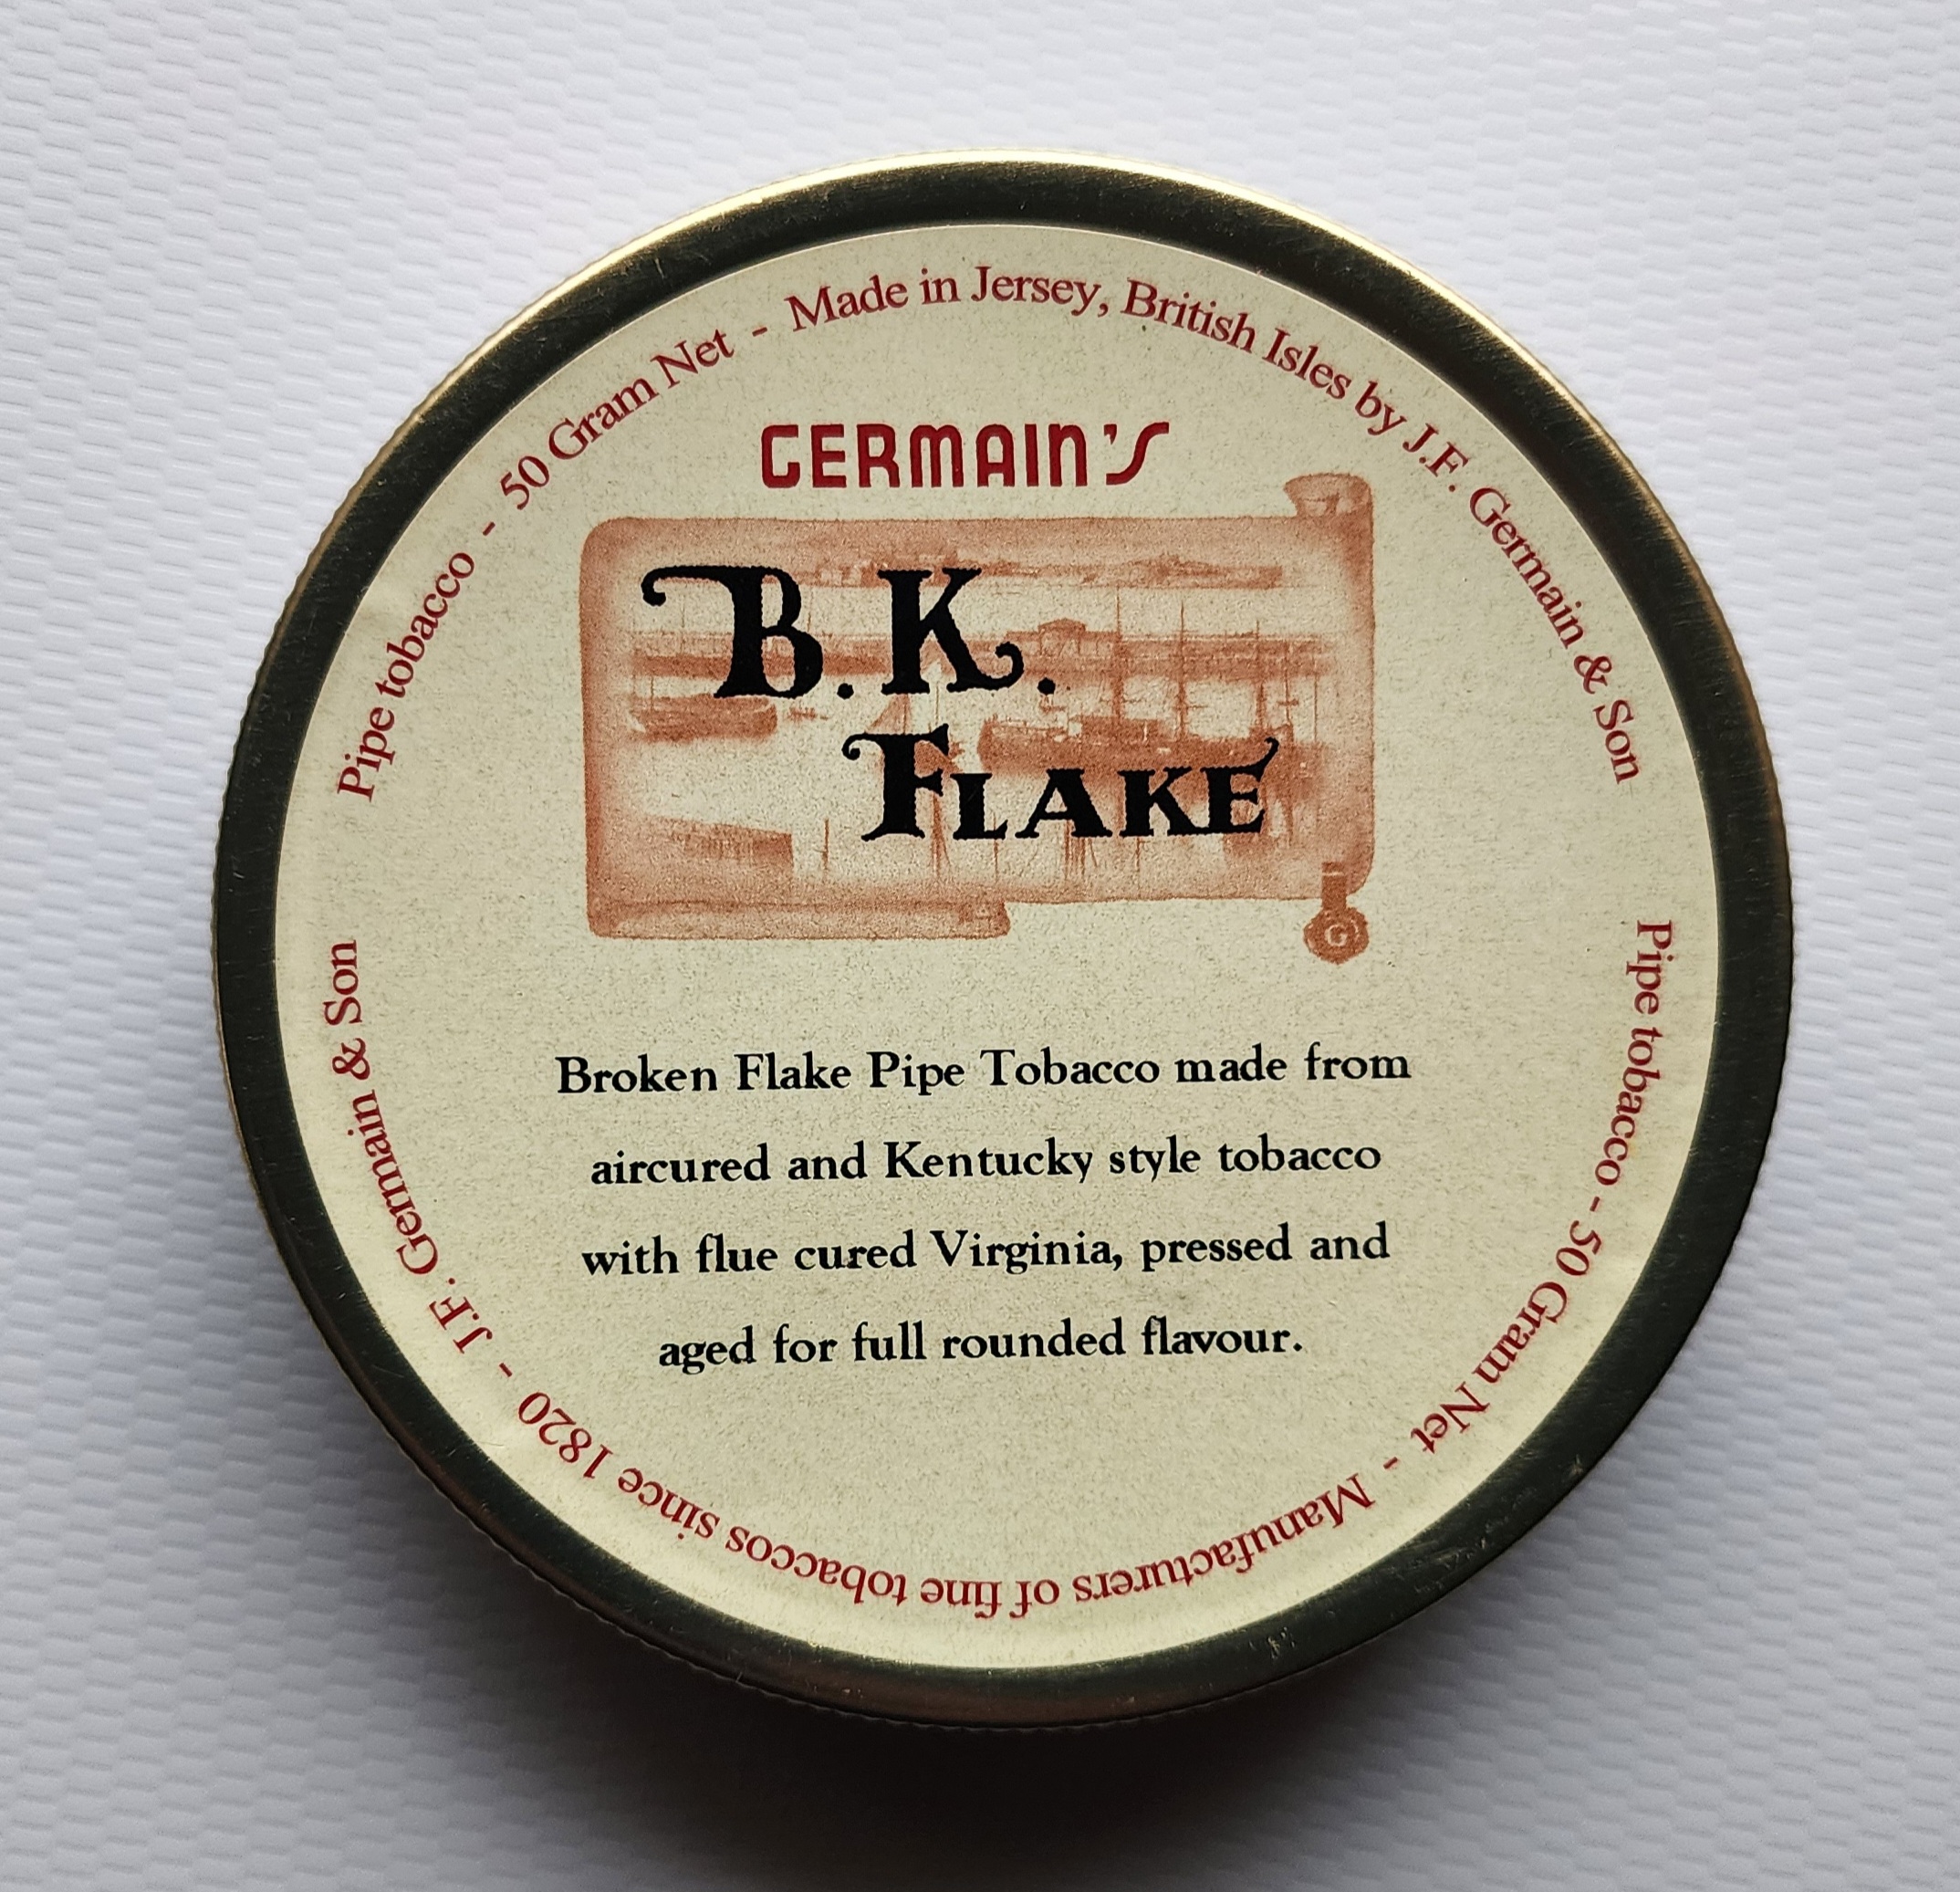 Pipe tobacco - 50 Gram Net - Made in Jersey, British Isles by J.F. Germain & Son
GERMAIN'S
B.K.
FLAKE
G
Broken Flake Pipe Tobacco made from
aircured and Kentucky style tobacco
with flue cured Virginia, pressed and
aged for full rounded flavour.
Pipe tobacco - 50 Gram Net - Manufacturers of fine tobaccos since 1820 - J.F. Germain & Son